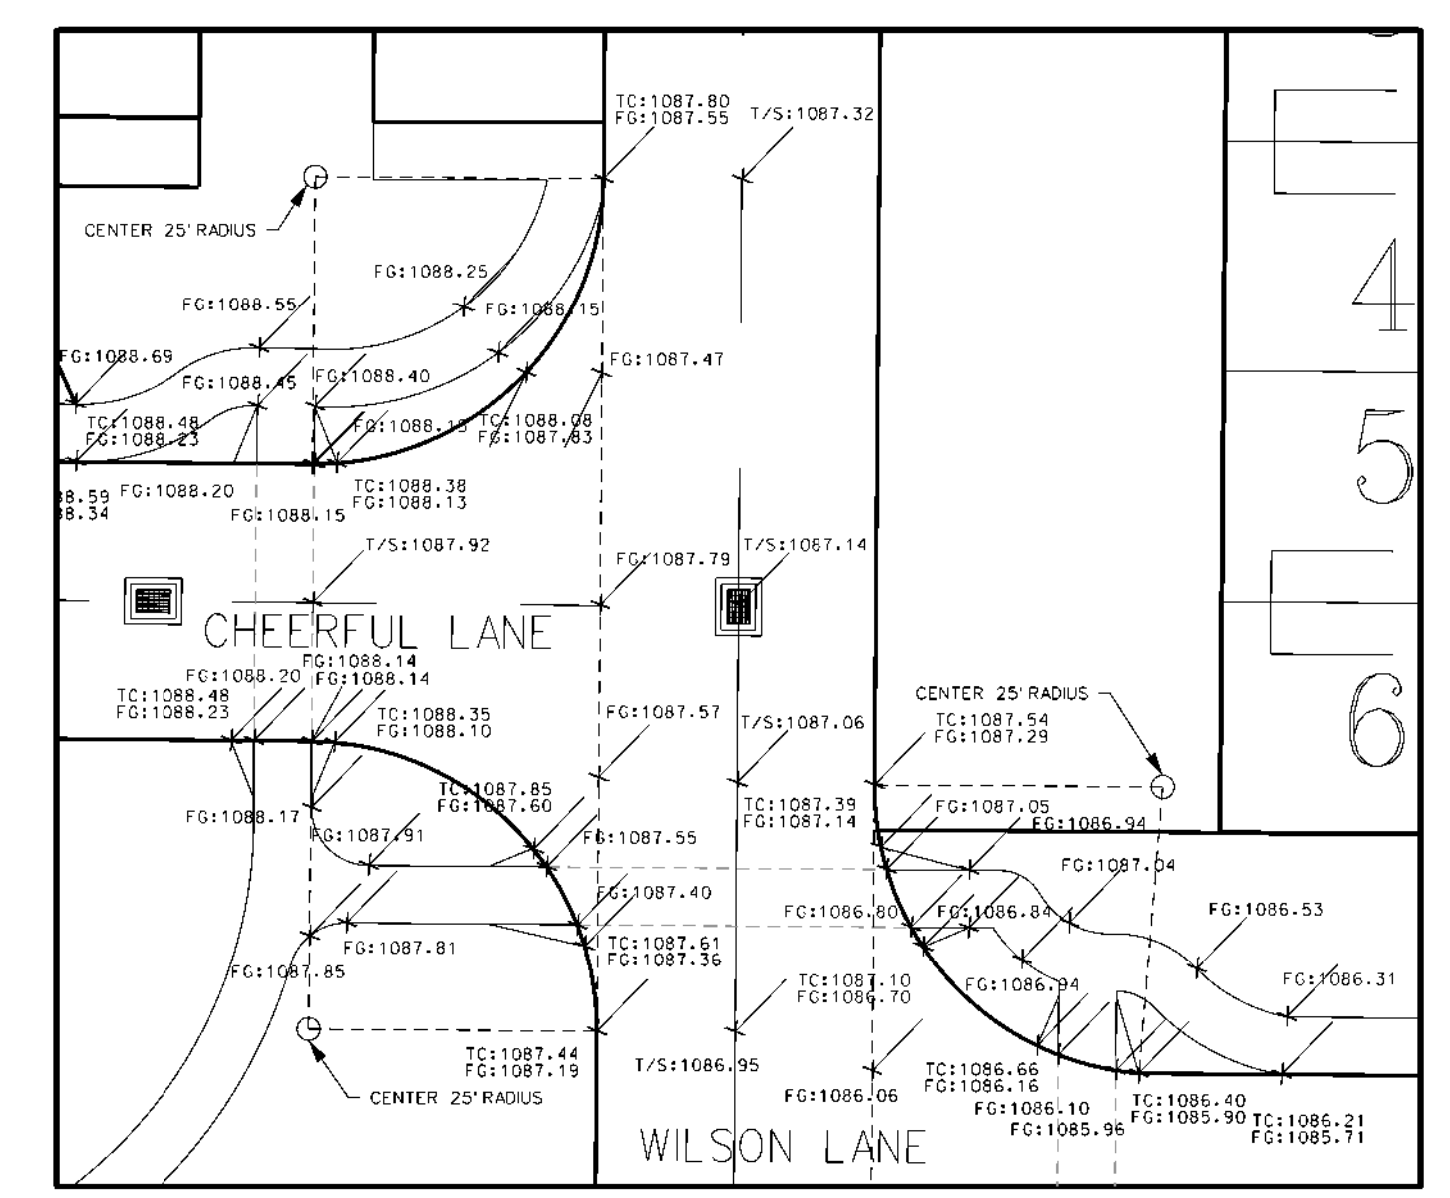 TC:1087.80
FG:1087.55
T/S:1087.32
CENTER 25' RADIUS
4
FG:1088.25
FG:1088.55
FG:1088.15
FG:1088.69
FG:1087.47
FG:1088.45
FG:1088.40
5
TC:1088.48
FG:1088.23
FG:1088.15
TC:1088.08
FG:1087.83
8.59
8.34
FG:1088.20
TC:1088.38
FG:1088.13
FG:1088.15
T/S:1087.92
FG:1087.79
T/S:1087.14
CHEERFUL LANE
FG:1088.14
FG:1088.20
FG:1088.14
TC:1088.48
FG:1088.23
TC:1088.35
FG:1088.10
FG:1087.57
T/S:1087.06
CENTER 25' RADIUS
TC:1087.54
FG:1087.29
6
TC:1087.85
FG:1087.60
TC:1087.39
FG:1087.14
FG:1087.05
FG:1086.94
FG:1088.17
FG:1087.91
FG:1087.55
FG:1087.04
FG:1087.40
FG:1086.80
FG:1086.84
FG:1086.53
FG:1087.81
TC:1087.61
FG:1087.36
FG:1087.85
TC:1087.10
FG:1086.70
FG:1086.94
FG:1086.31
TC:1087.44
FG:1087.19
T/S:1086.95
FG:1086.06
TC:1086.66
FG:1086.16
FG:1086.10
FG:1085.96
TC:1086.40
FG:1085.90
TC:1086.21
FG:1085.71
CENTER 25' RADIUS
WILSON LANE